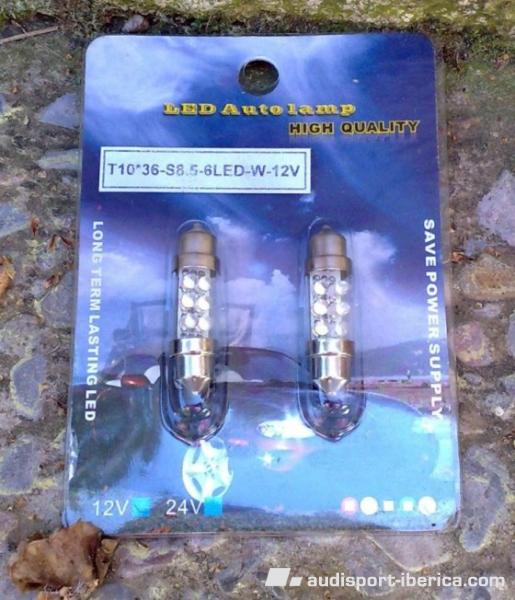 LED Auto lamp
HIGH QUALITY
T10*36-S8.5-6LED-W-12V
LONG TERM LASTING LED
SAVE POWER SUPPLY
12V 24V
audisport-iberica.com